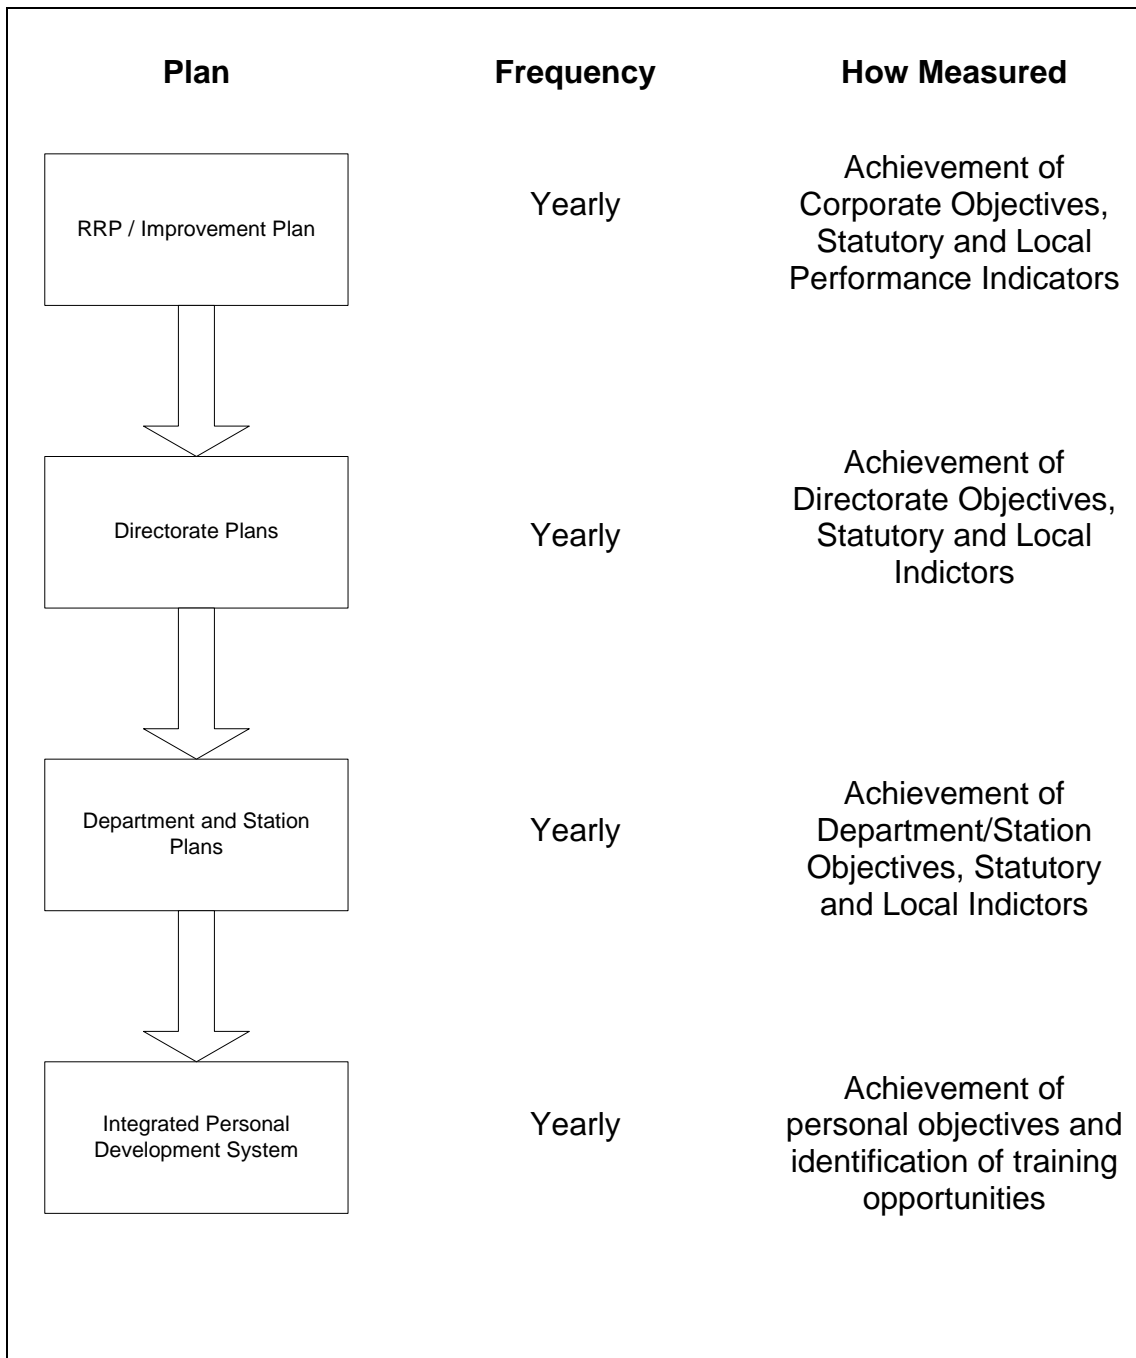 Plan Frequency How Measured
RRP / Improvement Plan
Yearly
Achievement of
Corporate Objectives,
Statutory and Local
Performance Indicators
Directorate Plans
Yearly
Achievement of
Directorate Objectives,
Statutory and Local
Indictors
Department and Station
Plans
Yearly
Achievement of
Department/Station
Objectives, Statutory
and Local Indictors
Integrated Personal
Development System
Yearly
Achievement of
personal objectives and
identification of training
opportunities